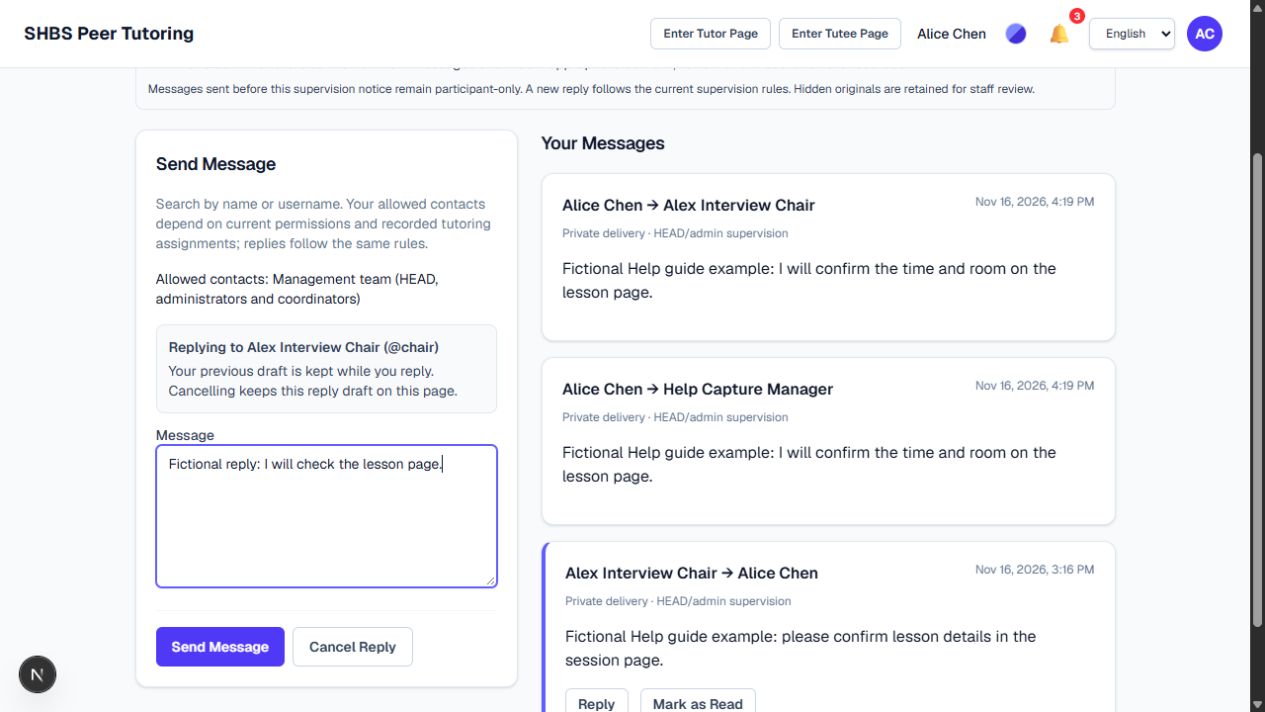 SHBS Peer Tutoring
Enter Tutor Page
Enter Tutee Page
Alice Chen
3
English
AC
Messages sent before this supervision notice remain participant-only. A new reply follows the current supervision rules. Hidden originals are retained for staff review.
Send Message
Search by name or username. Your allowed contacts
depend on current permissions and recorded tutoring
assignments; replies follow the same rules.
Allowed contacts: Management team (HEAD,
administrators and coordinators)
Replying to Alex Interview Chair (@chair)
Your previous draft is kept while you reply.
Cancelling keeps this reply draft on this page.
Message
Fictional reply: I will check the lesson page.
Send Message
Cancel Reply
Your Messages
Alice Chen → Alex Interview Chair
Nov 16, 2026, 4:19 PM
Private delivery · HEAD/admin supervision
Fictional Help guide example: I will confirm the time and room on the
lesson page.
Alice Chen → Help Capture Manager
Nov 16, 2026, 4:19 PM
Private delivery · HEAD/admin supervision
Fictional Help guide example: I will confirm the time and room on the
lesson page.
Alex Interview Chair → Alice Chen
Nov 16, 2026, 3:16 PM
Private delivery · HEAD/admin supervision
Fictional Help guide example: please confirm lesson details in the
session page.
Reply
Mark as Read
N